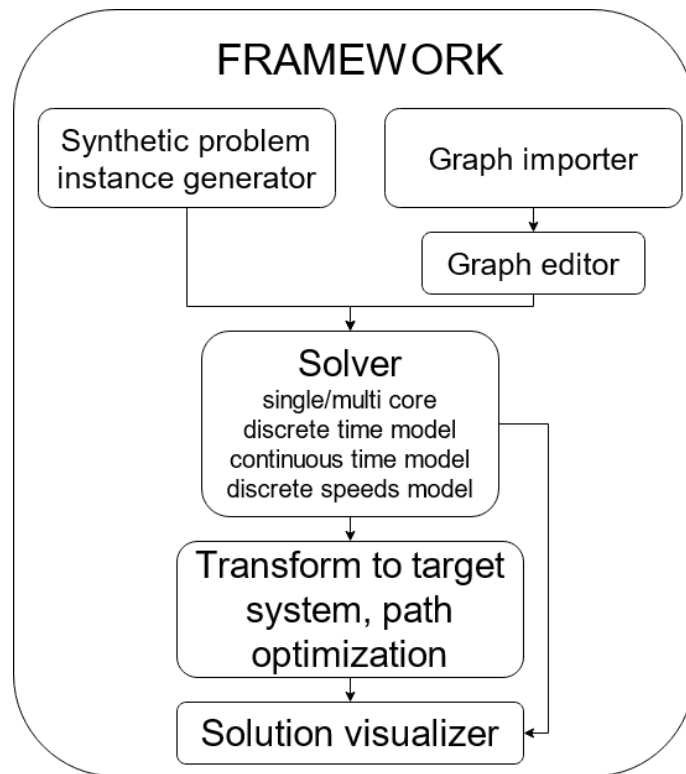 FRAMEWORK
Synthetic problem
instance generator
Graph importer
Graph editor
Solver
single/multi core
discrete time model
continuous time model
discrete speeds model
Transform to target
system, path
optimization
Solution visualizer